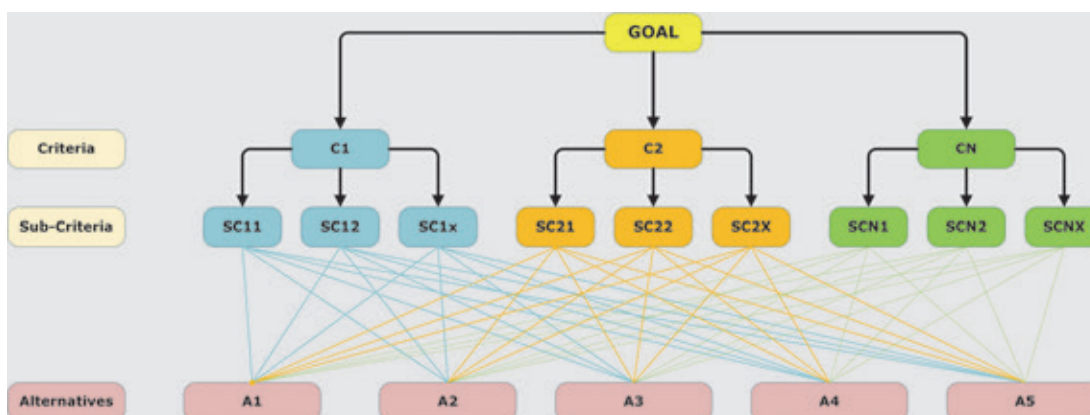 GOAL
Criteria
C1
C2
CN
Sub-Criteria
SC11
SC12
SC1x
SC21
SC22
SC2X
SCN1
SCN2
SCNX
Alternatives
A1
A2
A3
A4
A5